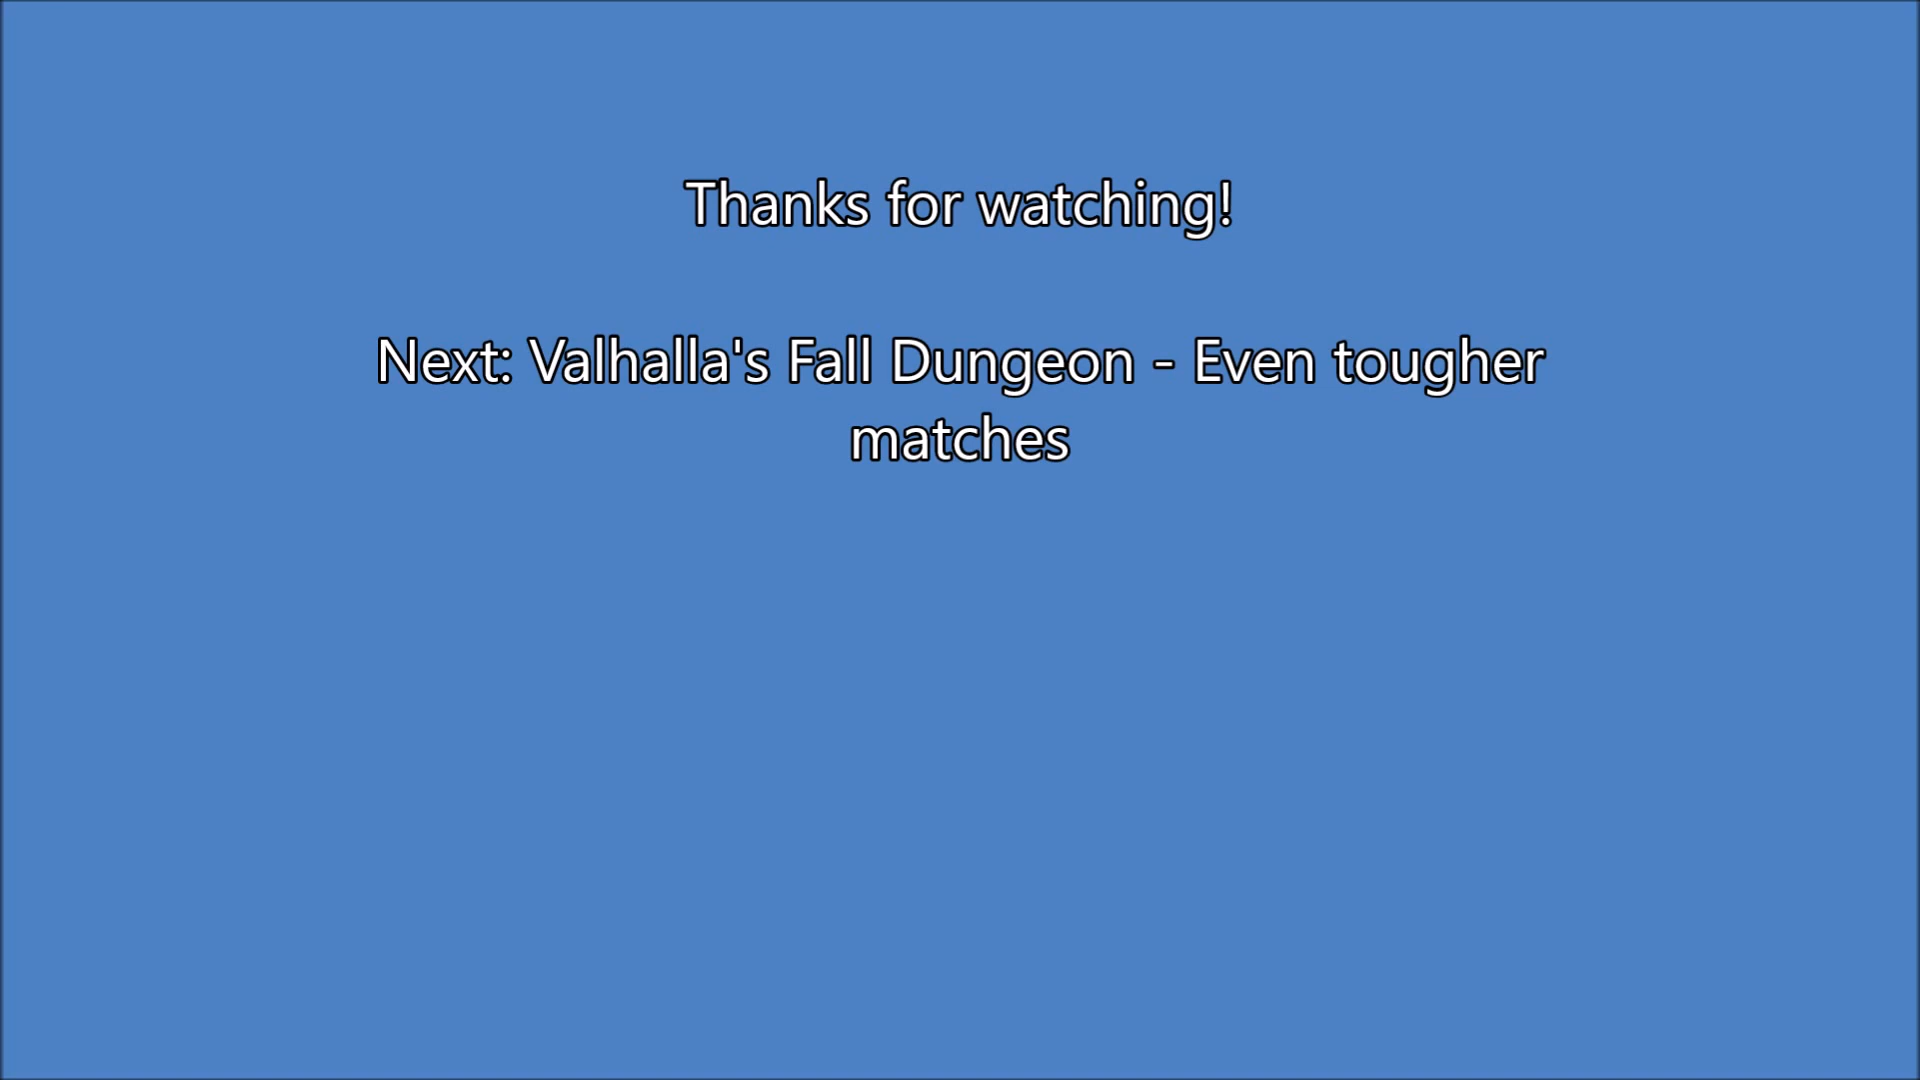 Thanks for watching!
Next: Valhalla's Fall Dungeon - Even tougher
matches